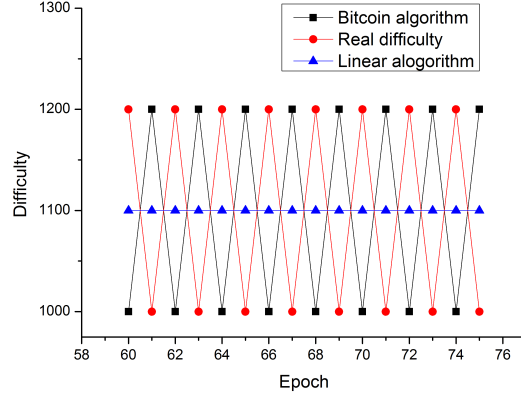 1300
1200
1100
1000
Difficulty
Bitcoin algorithm
Real difficulty
Linear alogorithm
58 60 62 64 66 68 70 72 74 76
Epoch